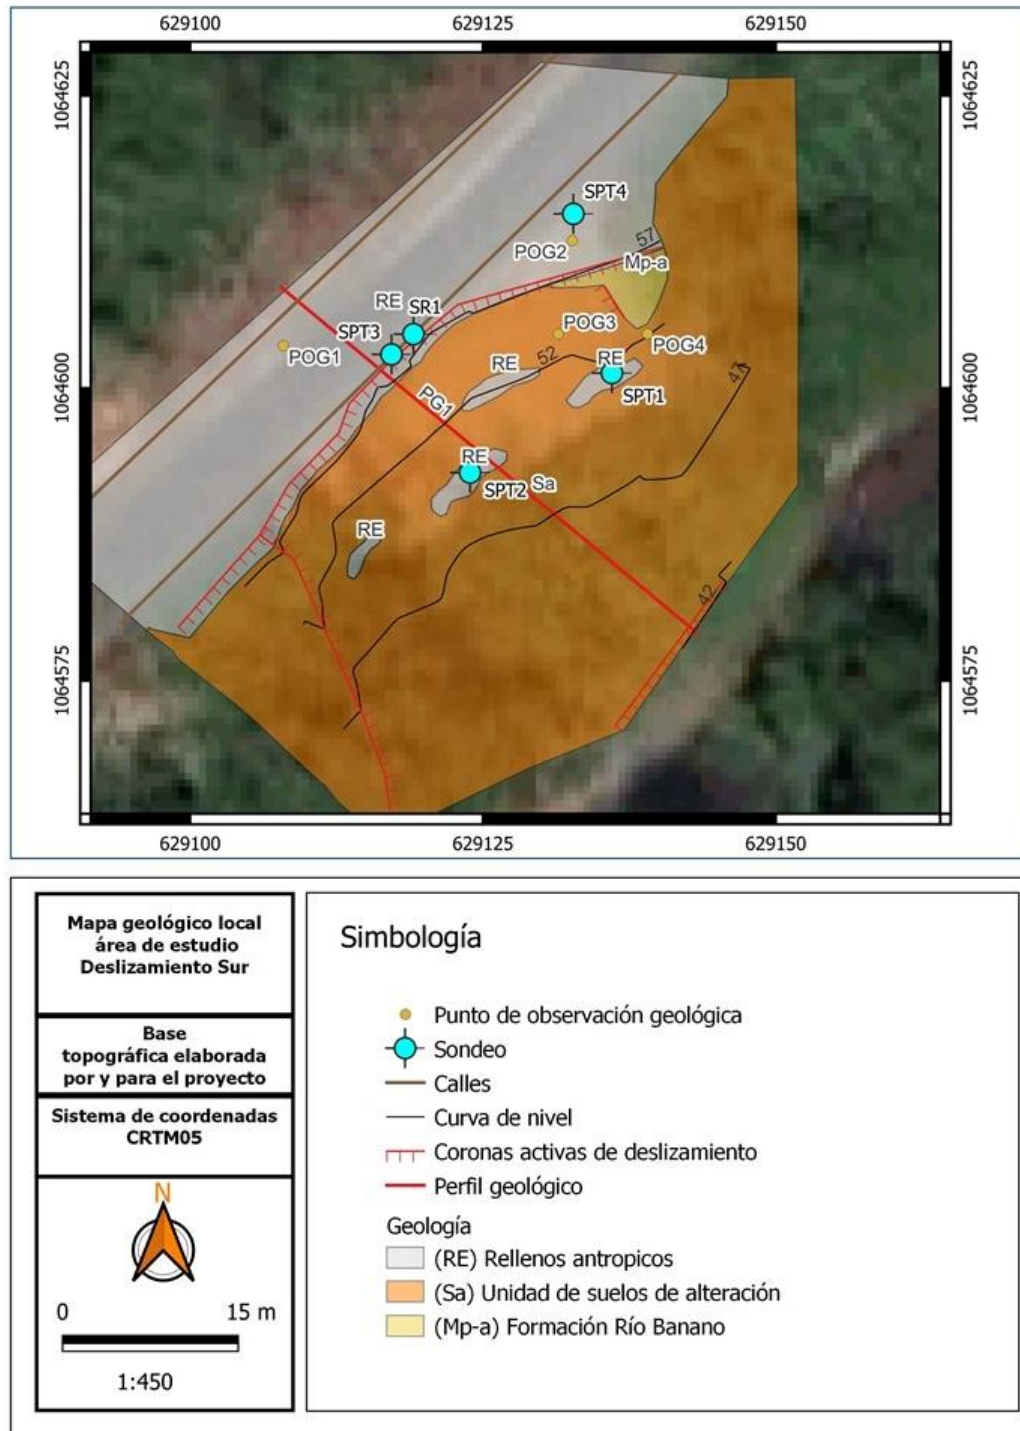 629100 629125 629150
1064625 1064625
SPT4
57
POG2
Mp-a
RE
SR1
SPT3
POG3
POG1
POG4
52
RE
RE
47
1064600 1064600
SPT1
PG1
RE
Sa
SPT2
RE
42
1064575 1064575
629100 629125 629150
Mapa geológico local
área de estudio
Deslizamiento Sur
Base
topográfica elaborada
por y para el proyecto
Sistema de coordenadas
CRTM05
N
0 15 m
1:450
Simbología
Punto de observación geológica
Sondeo
Calles
Curva de nivel
Coronas activas de deslizamiento
Perfil geológico
Geología
(RE) Rellenos antropicos
(Sa) Unidad de suelos de alteración
(Mp-a) Formación Río Banano